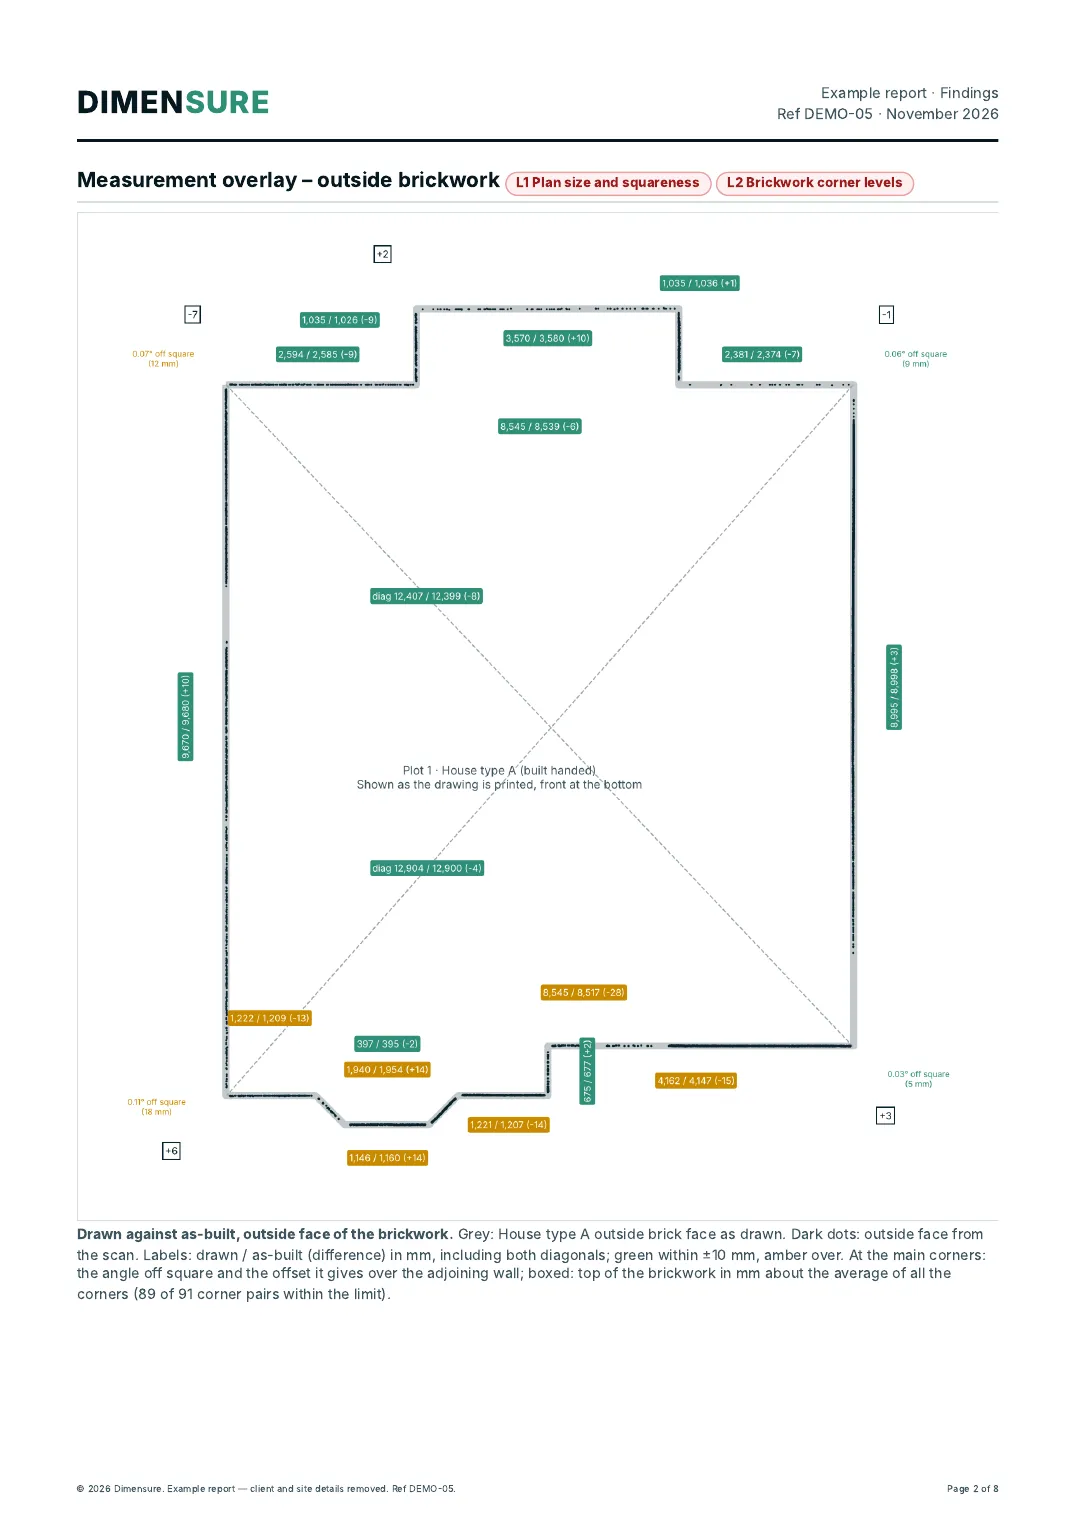 DIMENSURE
Example report · Findings
Ref DEMO-05 · November 2026
Measurement overlay – outside brickwork
L1 Plan size and squareness
L2 Brickwork corner levels
+2
1,035 / 1,036 (+1)
-7
1,035 / 1,026 (-9)
-1
3,570 / 3,580 (+10)
0.07° off square
(12 mm)
2,594 / 2,585 (-9)
2,381 / 2,374 (-7)
0.06° off square
(9 mm)
8,545 / 8,539 (-6)
diag 12,407 / 12,399 (-8)
9,670 / 9,680 (+10)
8,995 / 8,998 (+3)
Plot 1 · House type A (built handed)
Shown as the drawing is printed, front at the bottom
diag 12,904 / 12,900 (-4)
8,545 / 8,517 (-28)
1,222 / 1,209 (-13)
397 / 395 (-2)
1,940 / 1,954 (+14)
675 / 677 (+2)
4,162 / 4,147 (-15)
0.03° off square
(5 mm)
0.11° off square
(18 mm)
+3
1,221 / 1,207 (-14)
+6
1,146 / 1,160 (+14)
Drawn against as-built, outside face of the brickwork. Grey: House type A outside brick face as drawn. Dark dots: outside face from
the scan. Labels: drawn / as-built (difference) in mm, including both diagonals; green within ±10 mm, amber over. At the main corners:
the angle off square and the offset it gives over the adjoining wall; boxed: top of the brickwork in mm about the average of all the
corners (89 of 91 corner pairs within the limit).
© 2026 Dimensure. Example report — client and site details removed. Ref DEMO-05.
Page 2 of 8